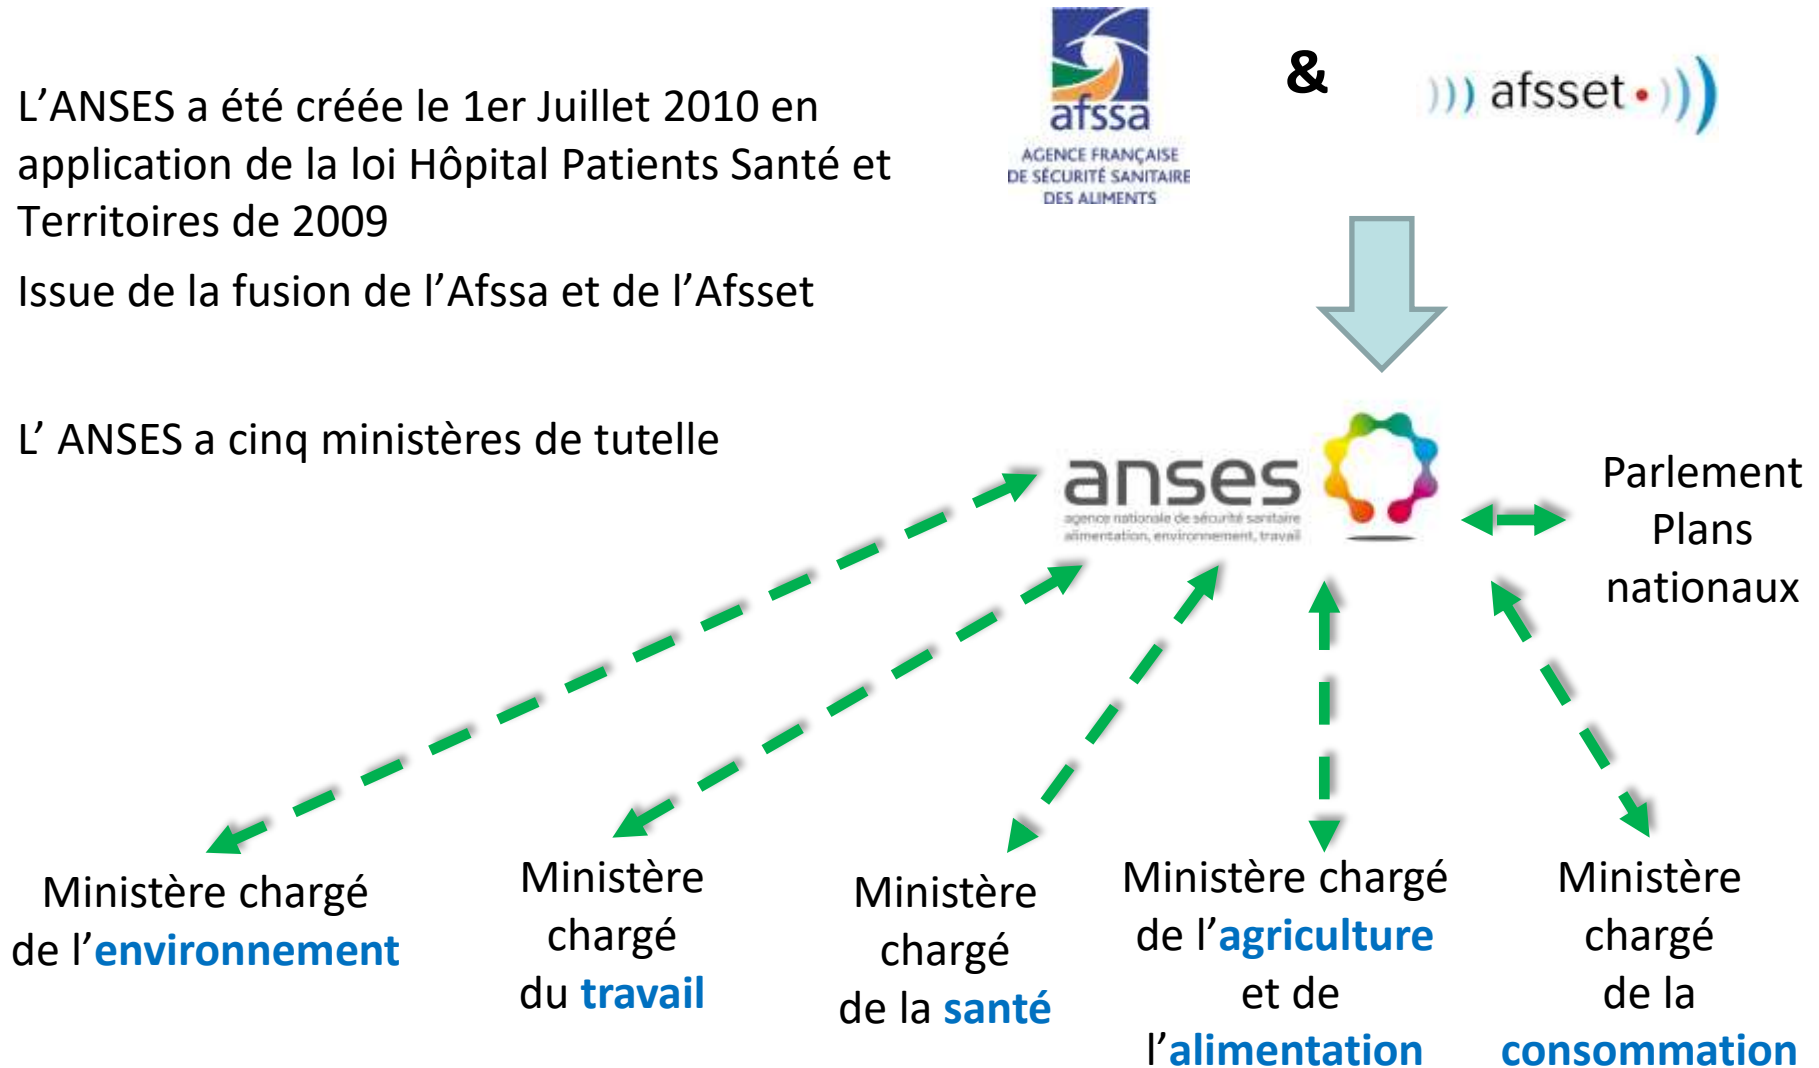 L’ANSES a été créée le 1er Juillet 2010 en
application de la loi Hôpital Patients Santé et
Territoires de 2009
Issue de la fusion de l’Afssa et de l’Afsset
L’ ANSES a cinq ministères de tutelle
afssa
AGENCE FRANÇAISE
DE SÉCURITÉ SANITAIRE
DES ALIMENTS
&
))) afsset • )))
anses
agence nationale de sécurité sanitaire
alimentation, environnement, travail
Parlement
Plans
nationaux
Ministère chargé
de l’environnement
Ministère
chargé
du travail
Ministère
chargé
de la santé
Ministère chargé
de l’agriculture
et de
l’alimentation
Ministère
chargé
de la
consommation